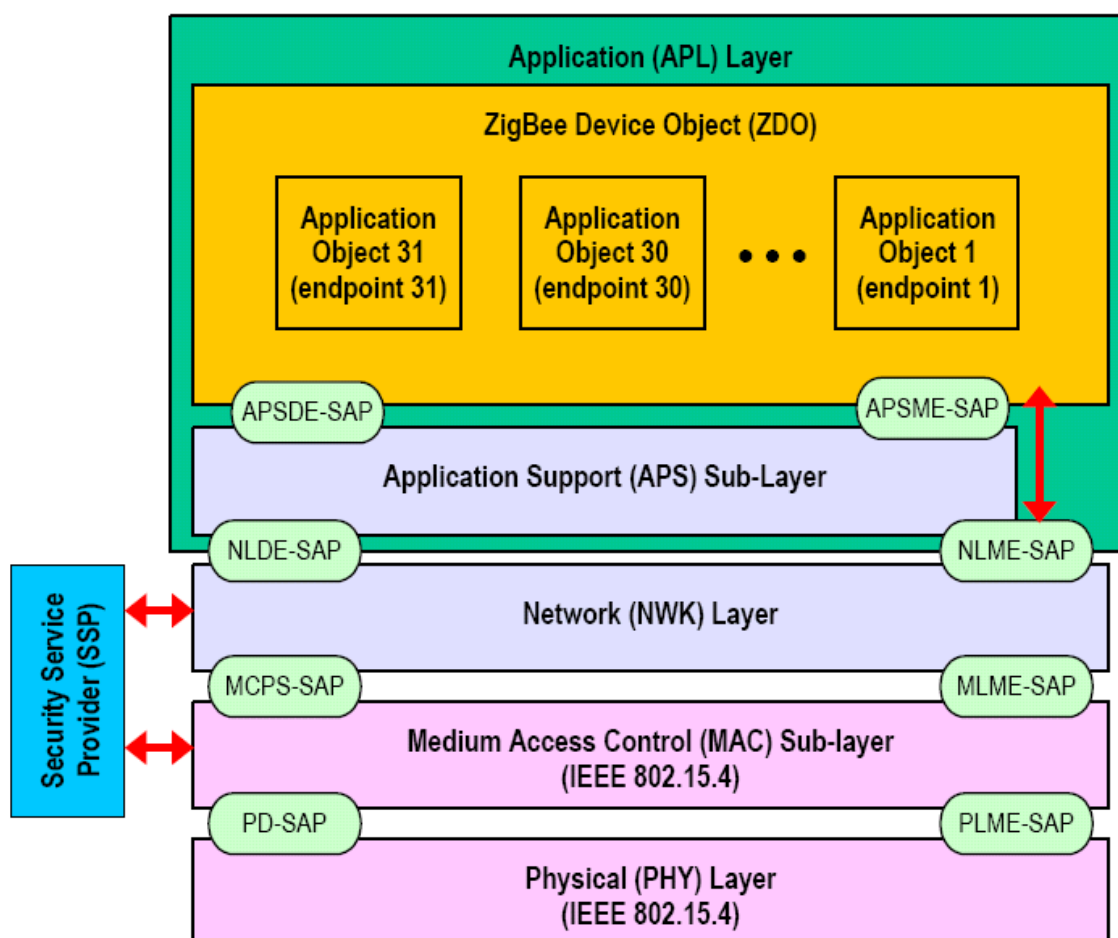 Application (APL) Layer
ZigBee Device Object (ZDO)
Application
Object 31
(endpoint 31)
Application
Object 30
(endpoint 30)
• • •
Application
Object 1
(endpoint 1)
APSDE-SAP
APSME-SAP
Application Support (APS) Sub-Layer
NLDE-SAP
NLME-SAP
Security Service
Provider (SSP)
Network (NWK) Layer
MCPS-SAP
MLME-SAP
Medium Access Control (MAC) Sub-layer
(IEEE 802.15.4)
PD-SAP
PLME-SAP
Physical (PHY) Layer
(IEEE 802.15.4)